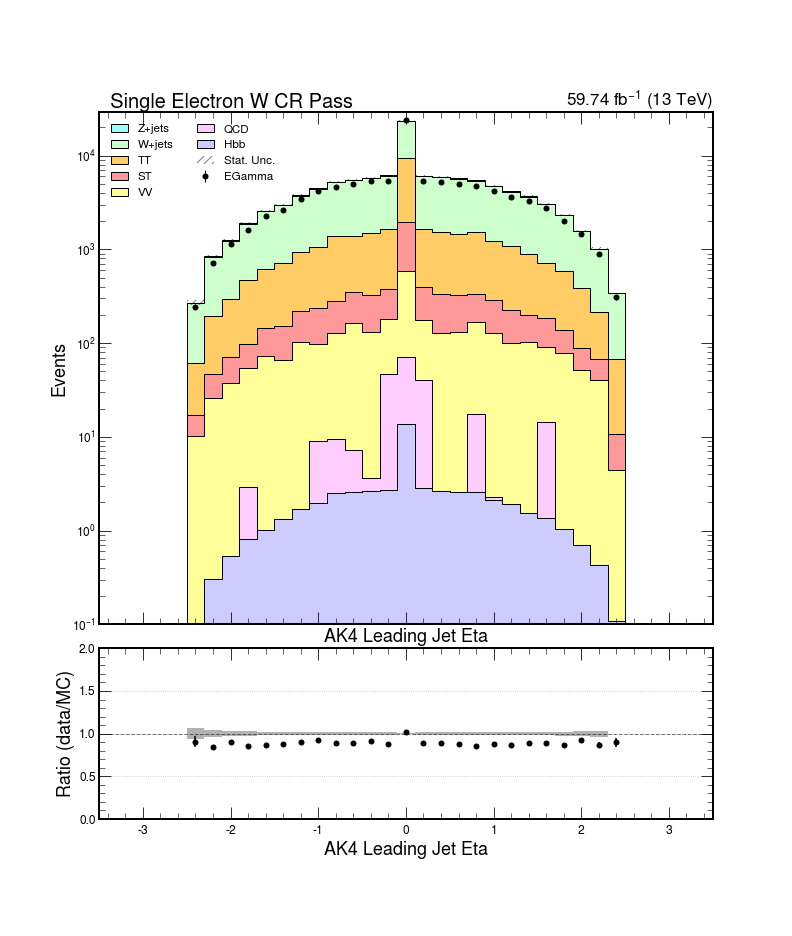 Single Electron W CR Pass 59.74 fb⁻¹ (13 TeV)
Z+jets QCD
W+jets Hbb
TT Stat. Unc.
ST EGamma
VV
10⁴
10³
10²
10¹
10⁰
10⁻¹
Events
AK4 Leading Jet Eta
2.0
1.5
1.0
0.5
0.0
Ratio (data/MC)
-3 -2 -1 0 1 2 3
AK4 Leading Jet Eta